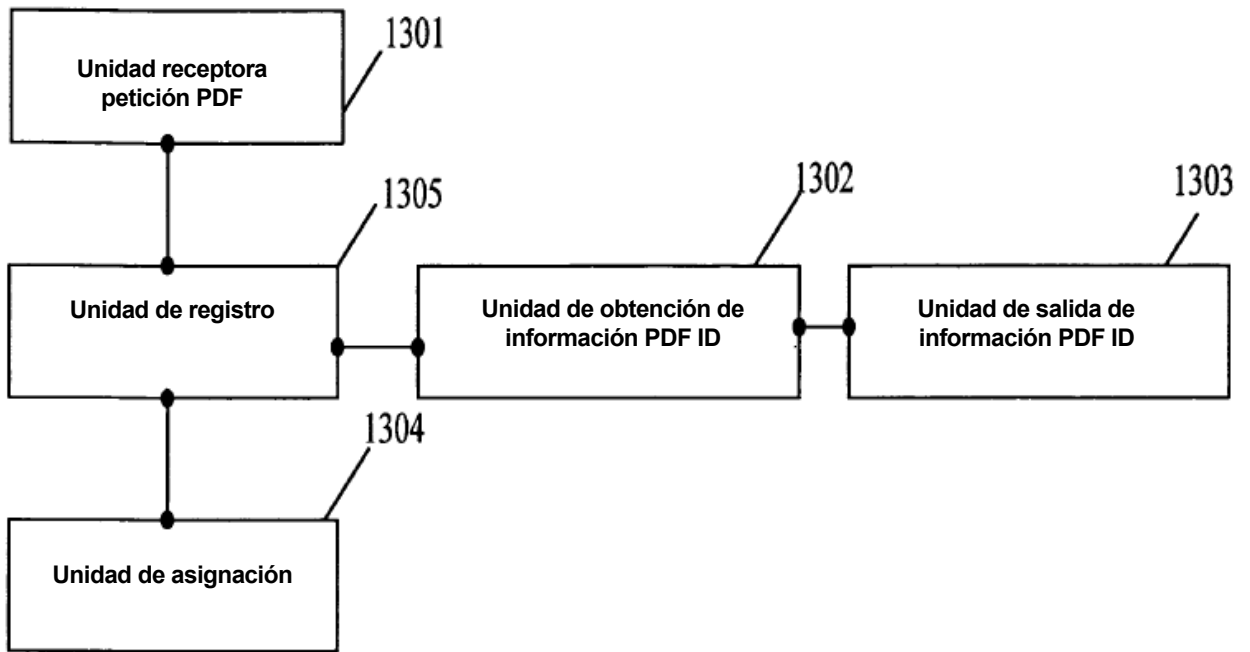 1301
Unidad receptora
petición PDF
1305
Unidad de registro
1302
Unidad de obtención de
información PDF ID
1303
Unidad de salida de
información PDF ID
1304
Unidad de asignación